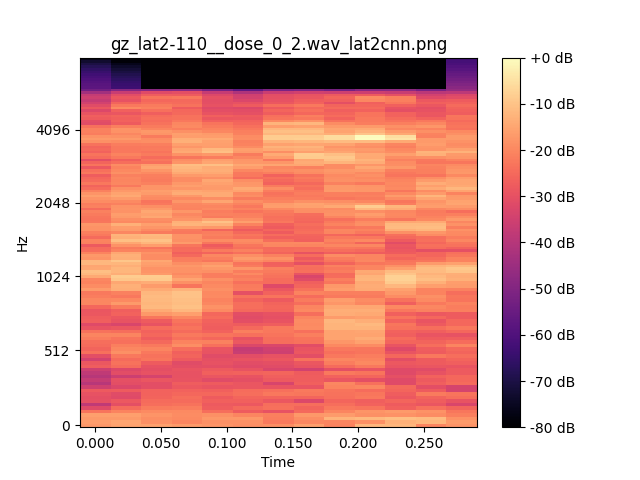 gz_lat2-110__dose_0_2.wav_lat2cnn.png
Hz
4096
2048
1024
512
0
0.000 0.050 0.100 0.150 0.200 0.250
Time
+0 dB
-10 dB
-20 dB
-30 dB
-40 dB
-50 dB
-60 dB
-70 dB
-80 dB